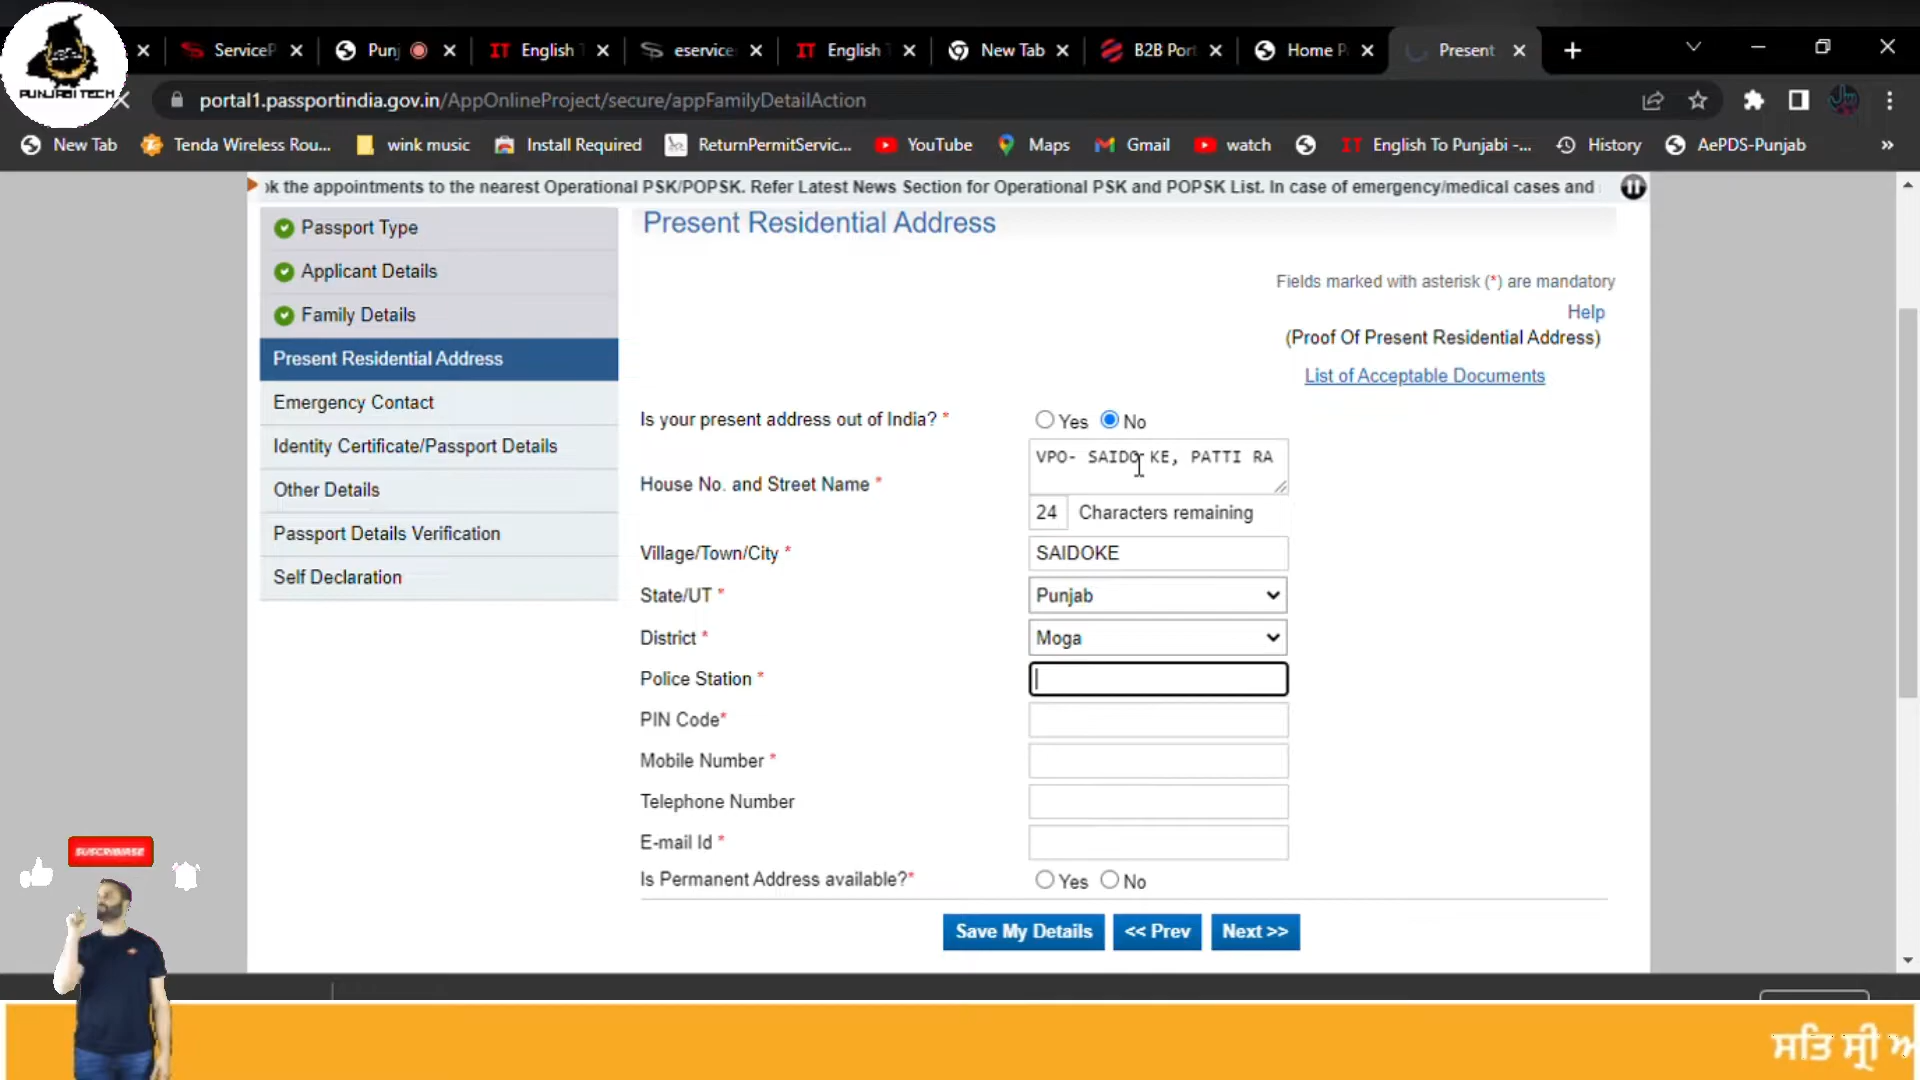 PUNJABI TECH
ServiceP
Punj
English
eservice
English
New Tab
B2B Port
Home P
Present
portal1.passportindia.gov.in/AppOnlineProject/secure/appFamilyDetailAction
New Tab
Tenda Wireless Rou...
wink music
Install Required
ReturnPermitServic...
YouTube
Maps
Gmail
watch
English To Punjabi -...
History
AePDS-Punjab
»
ok the appointments to the nearest Operational PSK/POPSK. Refer Latest News Section for Operational PSK and POPSK List. In case of emergency/medical cases and
Passport Type
Applicant Details
Family Details
Present Residential Address
Emergency Contact
Identity Certificate/Passport Details
Other Details
Passport Details Verification
Self Declaration
Present Residential Address
Fields marked with asterisk (*) are mandatory
Help
(Proof Of Present Residential Address)
List of Acceptable Documents
Is your present address out of India? * Yes No
House No. and Street Name * VPO- SAIDO KE, PATTI RA
24 Characters remaining
Village/Town/City * SAIDOKE
State/UT * Punjab
District * Moga
Police Station *
PIN Code*
Mobile Number *
Telephone Number
E-mail Id *
Is Permanent Address available?* Yes No
Save My Details << Prev Next >>
ਸਤਿ ਸ੍ਰੀ ਅ